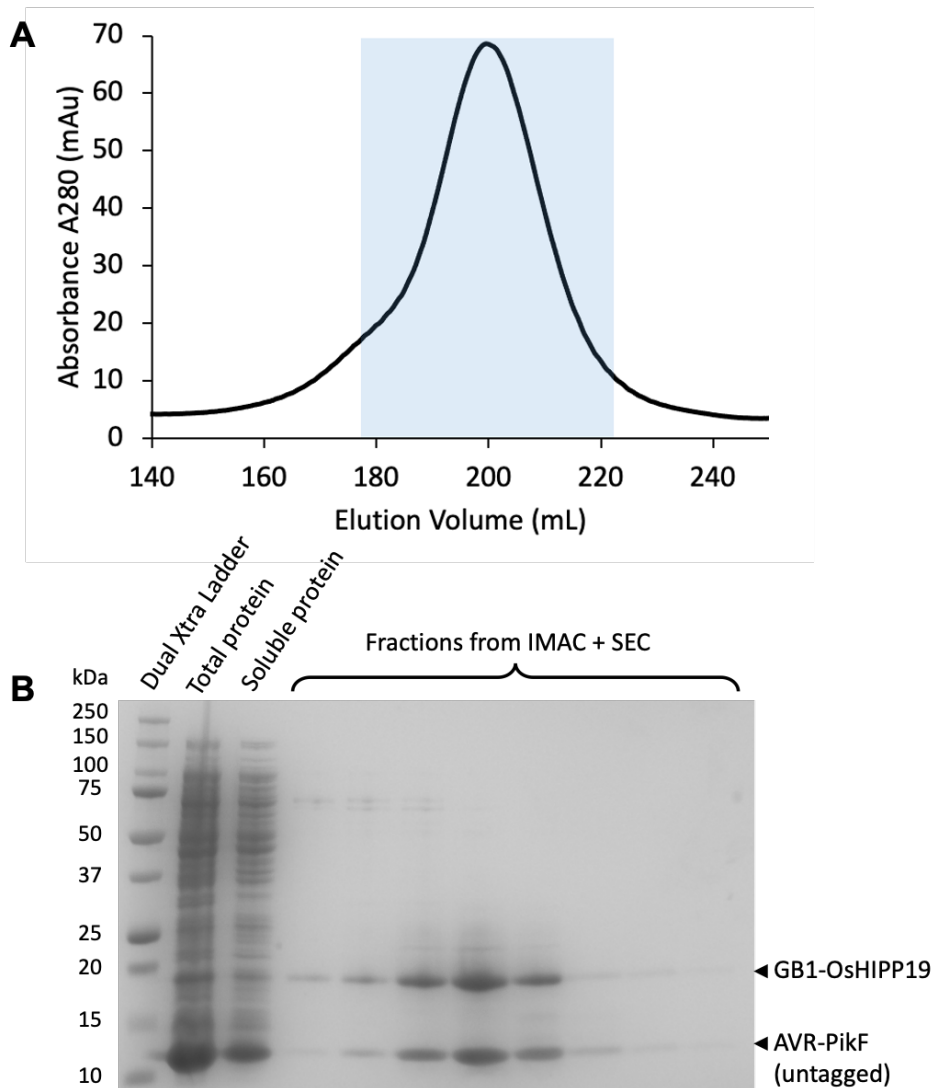 A
70
60
50
40
30
20
10
0
Absorbance A280 (mAu)
140 160 180 200 220 240
Elution Volume (mL)
B
kDa
Dual Xtra Ladder
Total protein
Soluble protein
Fractions from IMAC + SEC
250
150
100
75
50
37
25
20
15
10
GB1-OsHIPP19
AVR-PikF
(untagged)